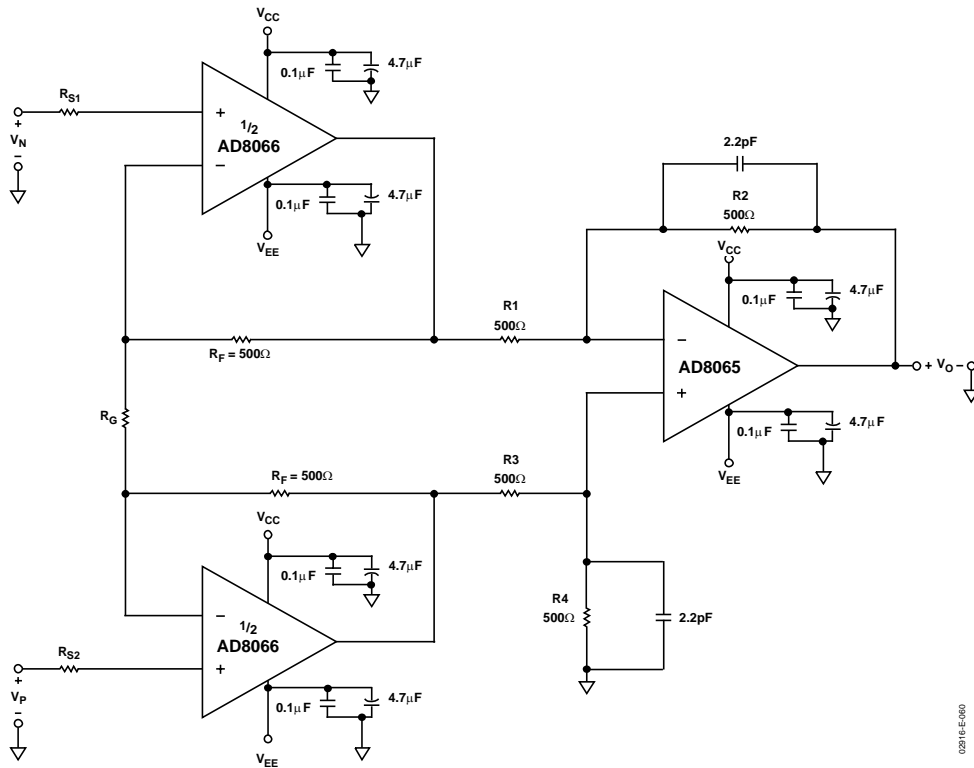 VCC
0.1μF
4.7μF
RS1
+
VN
−
+
1/2
AD8066
−
0.1μF
4.7μF
VEE
2.2pF
R2
500Ω
VCC
0.1μF
4.7μF
R1
500Ω
RF = 500Ω
−
AD8065
+
+ VO −
RG
0.1μF
4.7μF
VEE
RF = 500Ω
R3
500Ω
VCC
0.1μF
4.7μF
−
1/2
AD8066
+
R4
500Ω
2.2pF
RS2
+
VP
−
0.1μF
4.7μF
VEE
02916-E-060